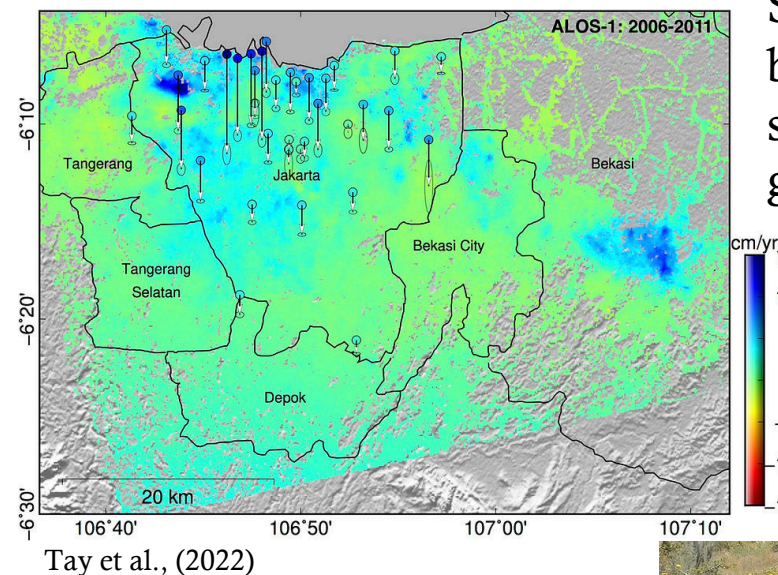 ALOS-1: 2006-2011
-6°10'
Tangerang
Jakarta
Bekasi
cm/yr
Bekasi City
Tangerang
Selatan
-6°20'
Depok
20 km
-6°30'
106°40'
106°50'
107°00'
107°10'
Tay et al., (2022)